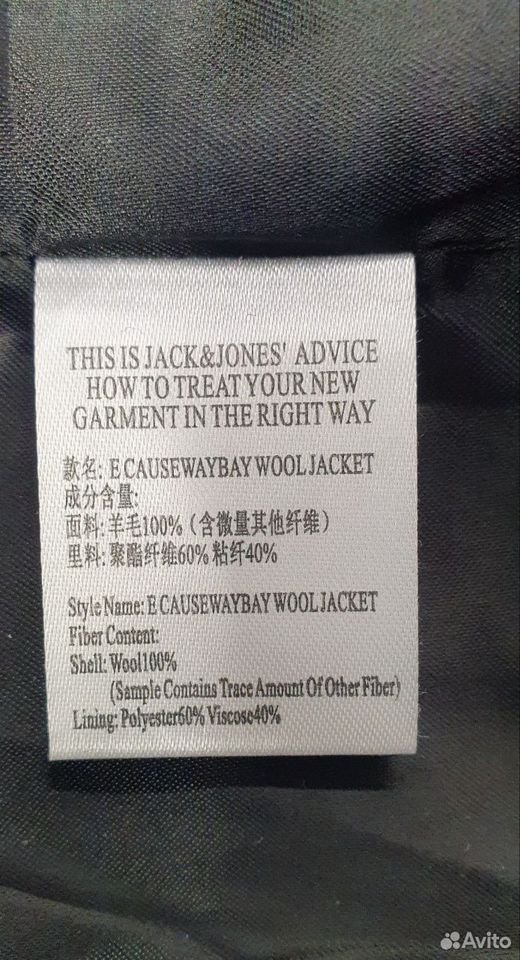 THIS IS JACK&JONES' ADVICE
HOW TO TREAT YOUR NEW
GARMENT IN THE RIGHT WAY
款名: E CAUSEWAYBAY WOOL JACKET
成分含量:
面料: 羊毛100%（含微量其他纤维）
里料: 聚酯纤维60% 粘纤40%
Style Name: E CAUSEWAYBAY WOOL JACKET
Fiber Content:
Shell: Wool100%
(Sample Contains Trace Amount Of Other Fiber)
Lining: Polyester60% Viscose40%
Avito